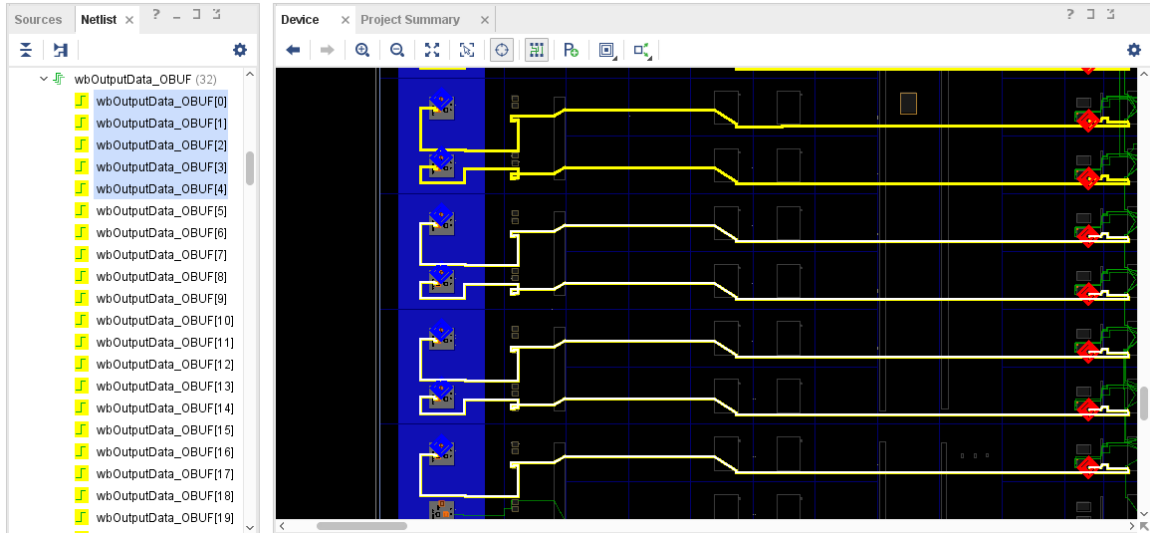 Sources Netlist × ? _
Device × Project Summary × ?
wbOutputData_OBUF (32)
wbOutputData_OBUF[0]
wbOutputData_OBUF[1]
wbOutputData_OBUF[2]
wbOutputData_OBUF[3]
wbOutputData_OBUF[4]
wbOutputData_OBUF[5]
wbOutputData_OBUF[6]
wbOutputData_OBUF[7]
wbOutputData_OBUF[8]
wbOutputData_OBUF[9]
wbOutputData_OBUF[10]
wbOutputData_OBUF[11]
wbOutputData_OBUF[12]
wbOutputData_OBUF[13]
wbOutputData_OBUF[14]
wbOutputData_OBUF[15]
wbOutputData_OBUF[16]
wbOutputData_OBUF[17]
wbOutputData_OBUF[18]
wbOutputData_OBUF[19]